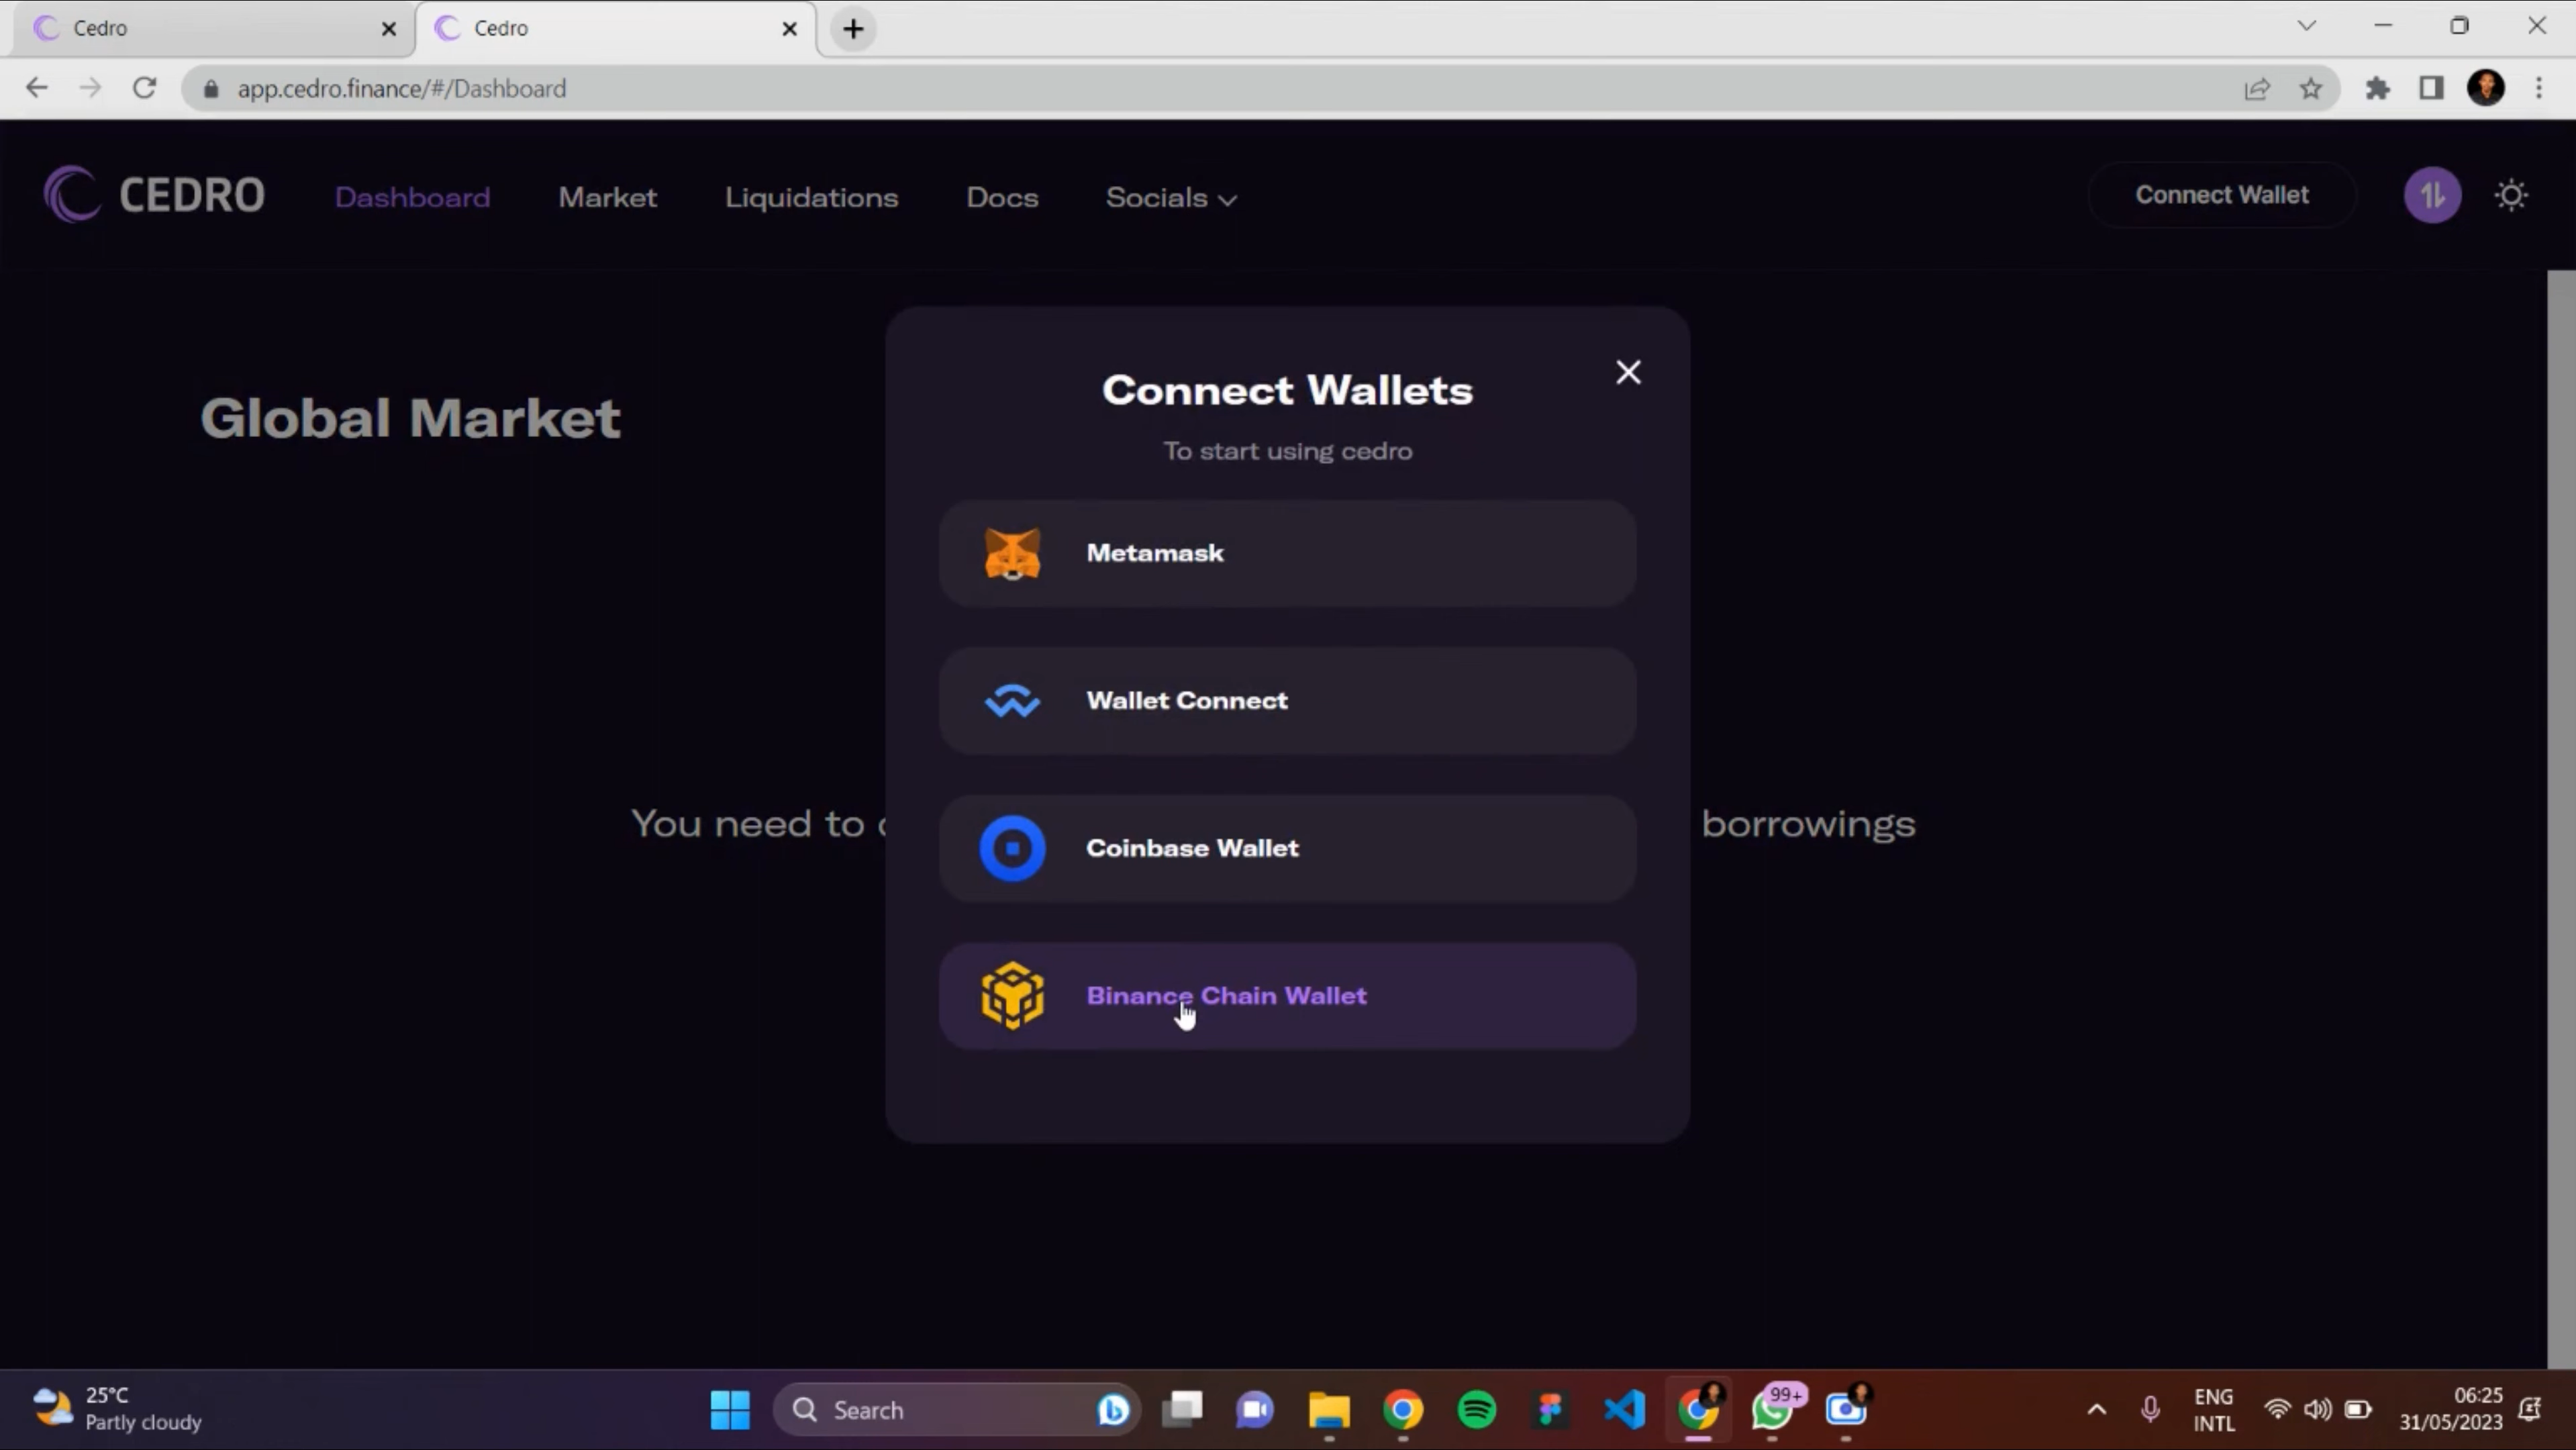 Cedro
Cedro
app.cedro.finance/#/Dashboard
CEDRO
Dashboard
Market
Liquidations
Docs
Socials
Connect Wallet
Global Market
Connect Wallets
To start using cedro
Metamask
Wallet Connect
You need to
borrowings
Coinbase Wallet
Binance Chain Wallet
25°C
Partly cloudy
Search
99+
ENG
INTL
06:25
31/05/2023